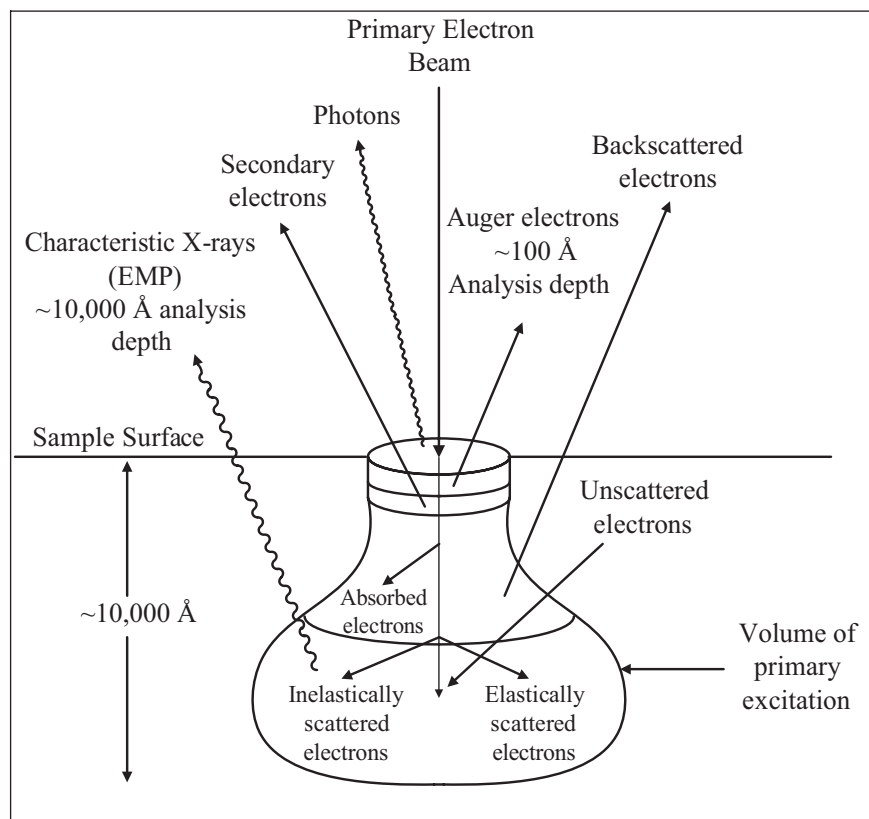 Primary Electron
Beam
Photons
Secondary
electrons
Backscattered
electrons
Auger electrons
~100 Å
Analysis depth
Characteristic X-rays
(EMP)
~10,000 Å analysis
depth
Sample Surface
Unscattered
electrons
~10,000 Å
Absorbed
electrons
Volume of
primary
excitation
Inelastically
scattered
electrons
Elastically
scattered
electrons